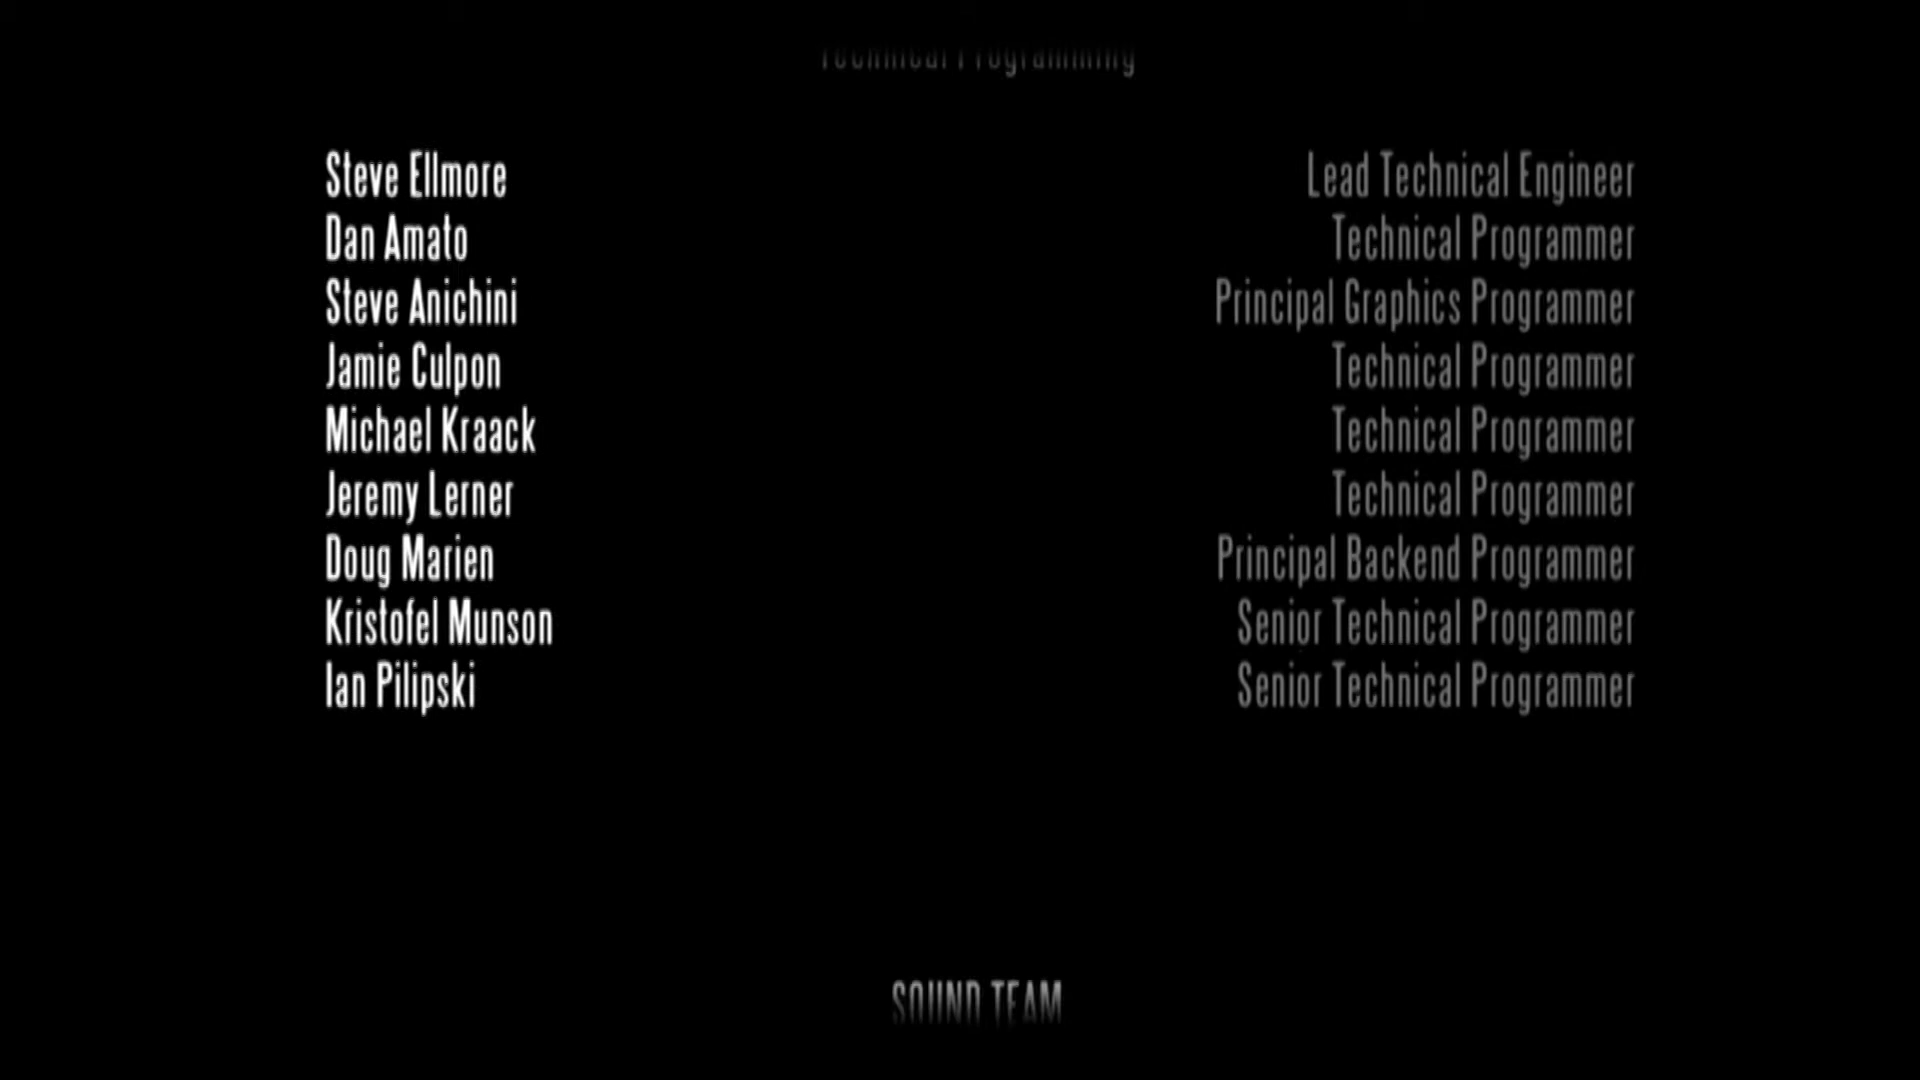 Technical Programming
Steve Ellmore Lead Technical Engineer
Dan Amato Technical Programmer
Steve Anichini Principal Graphics Programmer
Jamie Culpon Technical Programmer
Michael Kraack Technical Programmer
Jeremy Lerner Technical Programmer
Doug Marien Principal Backend Programmer
Kristofel Munson Senior Technical Programmer
Ian Pilipski Senior Technical Programmer
SOUND TEAM